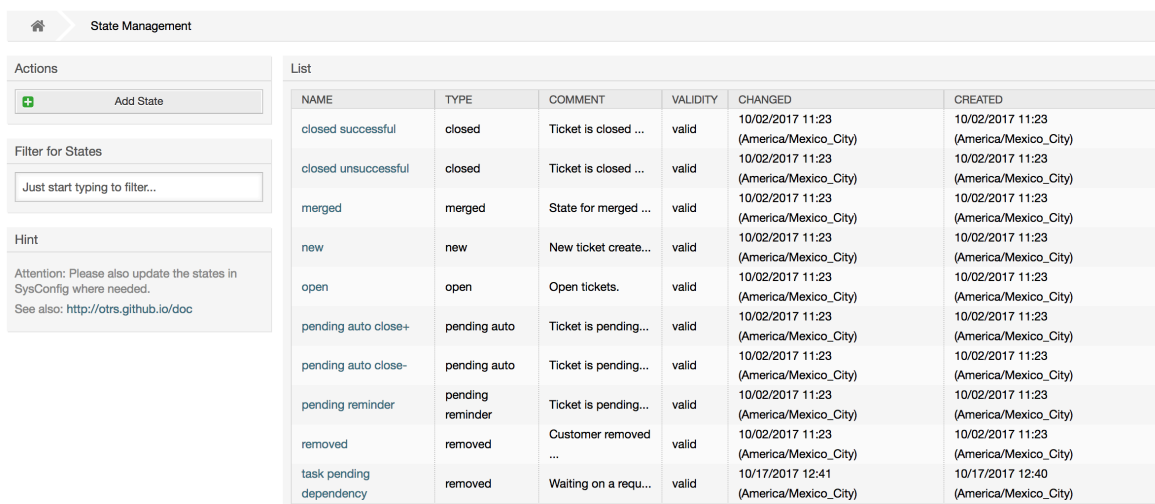 State Management
Actions
Add State
Filter for States
Just start typing to filter...
Hint
Attention: Please also update the states in
SysConfig where needed.
See also: http://otrs.github.io/doc
List
NAME TYPE COMMENT VALIDITY CHANGED CREATED
closed successful closed Ticket is closed ... valid 10/02/2017 11:23 (America/Mexico_City) 10/02/2017 11:23 (America/Mexico_City)
closed unsuccessful closed Ticket is closed ... valid 10/02/2017 11:23 (America/Mexico_City) 10/02/2017 11:23 (America/Mexico_City)
merged merged State for merged ... valid 10/02/2017 11:23 (America/Mexico_City) 10/02/2017 11:23 (America/Mexico_City)
new new New ticket create... valid 10/02/2017 11:23 (America/Mexico_City) 10/02/2017 11:23 (America/Mexico_City)
open open Open tickets. valid 10/02/2017 11:23 (America/Mexico_City) 10/02/2017 11:23 (America/Mexico_City)
pending auto close+ pending auto Ticket is pending... valid 10/02/2017 11:23 (America/Mexico_City) 10/02/2017 11:23 (America/Mexico_City)
pending auto close- pending auto Ticket is pending... valid 10/02/2017 11:23 (America/Mexico_City) 10/02/2017 11:23 (America/Mexico_City)
pending reminder pending reminder Ticket is pending... valid 10/02/2017 11:23 (America/Mexico_City) 10/02/2017 11:23 (America/Mexico_City)
removed removed Customer removed ... valid 10/02/2017 11:23 (America/Mexico_City) 10/02/2017 11:23 (America/Mexico_City)
task pending dependency removed Waiting on a requ... valid 10/17/2017 12:41 (America/Mexico_City) 10/17/2017 12:40 (America/Mexico_City)